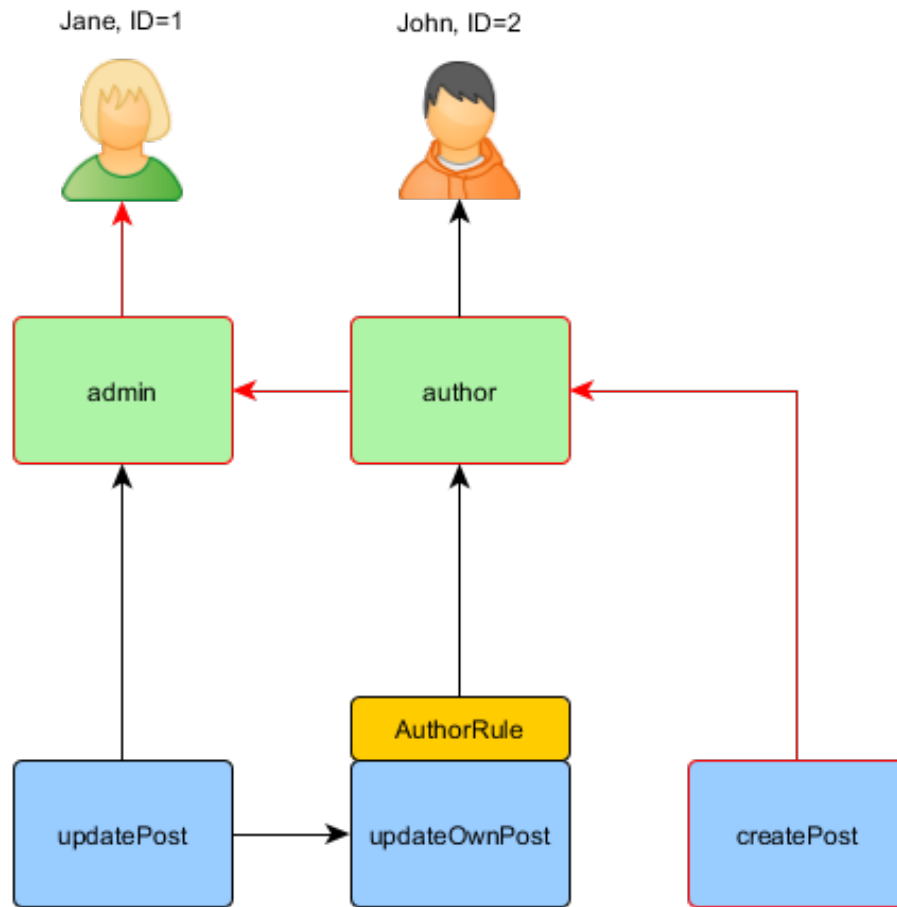 Jane, ID=1
John, ID=2
admin
author
AuthorRule
updatePost
updateOwnPost
createPost